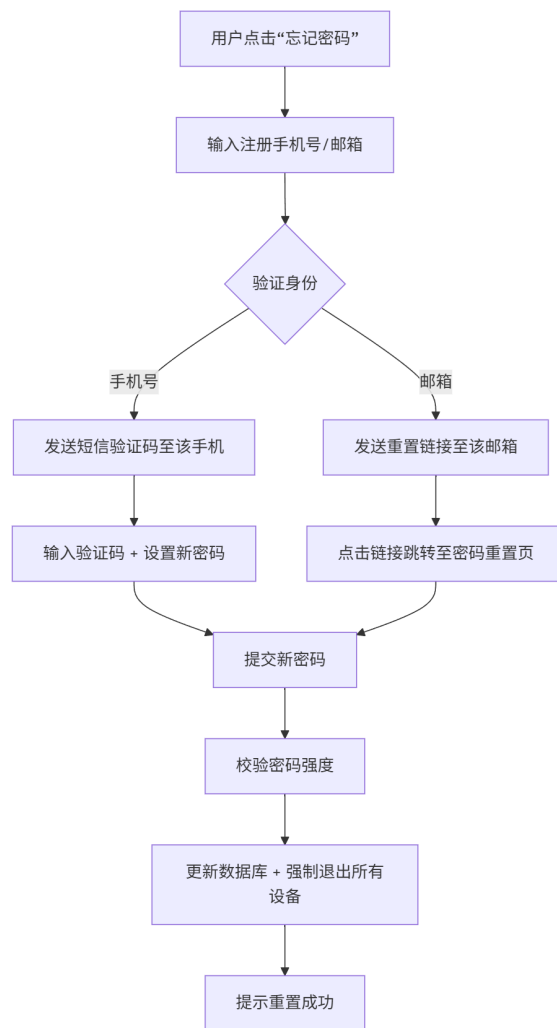 用户点击“忘记密码”
输入注册手机号/邮箱
验证身份
手机号
邮箱
发送短信验证码至该手机
发送重置链接至该邮箱
输入验证码 + 设置新密码
点击链接跳转至密码重置页
提交新密码
校验密码强度
更新数据库 + 强制退出所有
设备
提示重置成功